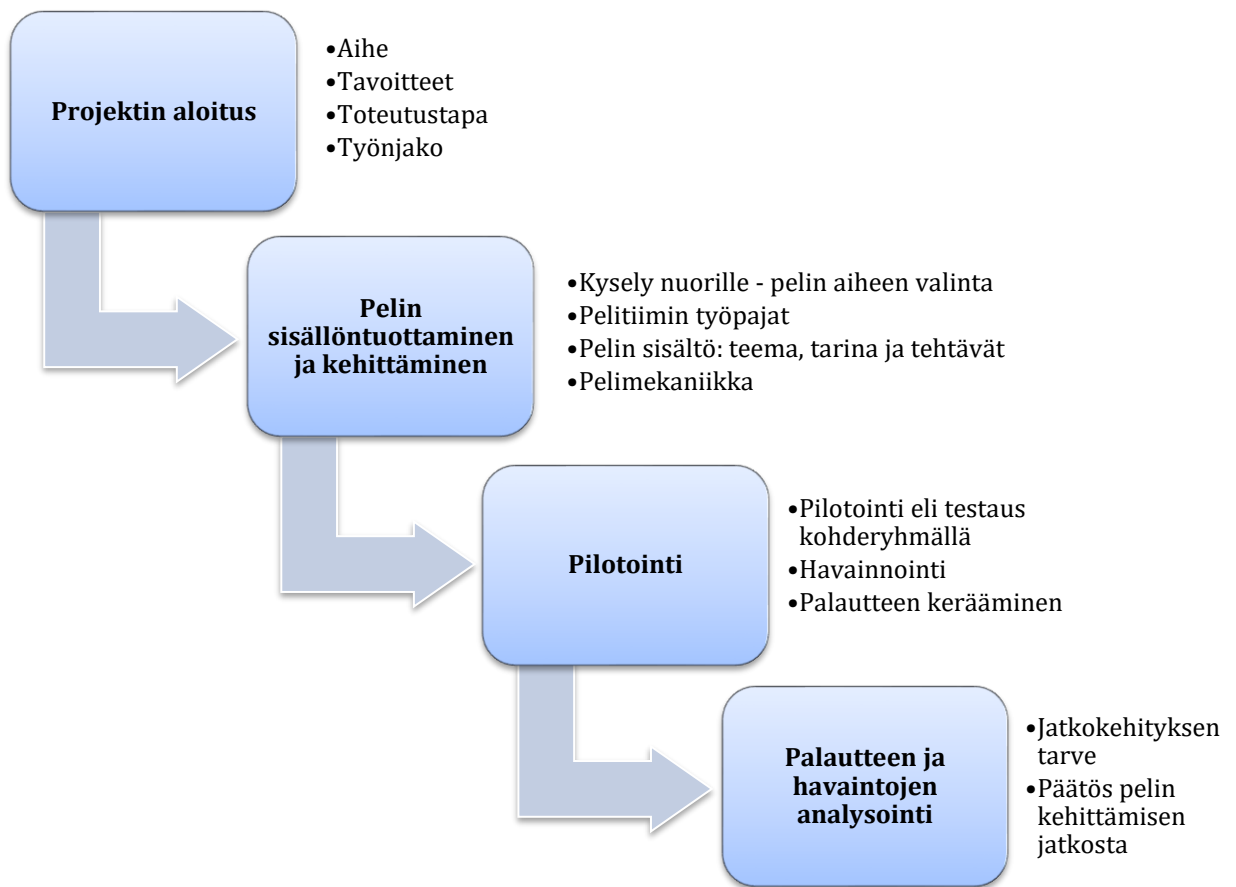 Projektin aloitus
•Aihe
•Tavoitteet
•Toteutustapa
•Työnjako
Pelin
sisällöntuottaminen
ja kehittäminen
•Kysely nuorille - pelin aiheen valinta
•Pelitiimin työpajat
•Pelin sisältö: teema, tarina ja tehtävät
•Pelimekaniikka
Pilotointi
•Pilotointi eli testaus
kohderyhmällä
•Havainnointi
•Palautteen kerääminen
Palautteen ja
havaintojen
analysointi
•Jatkokehityksen
tarve
•Päätös pelin
kehittämisen
jatkosta